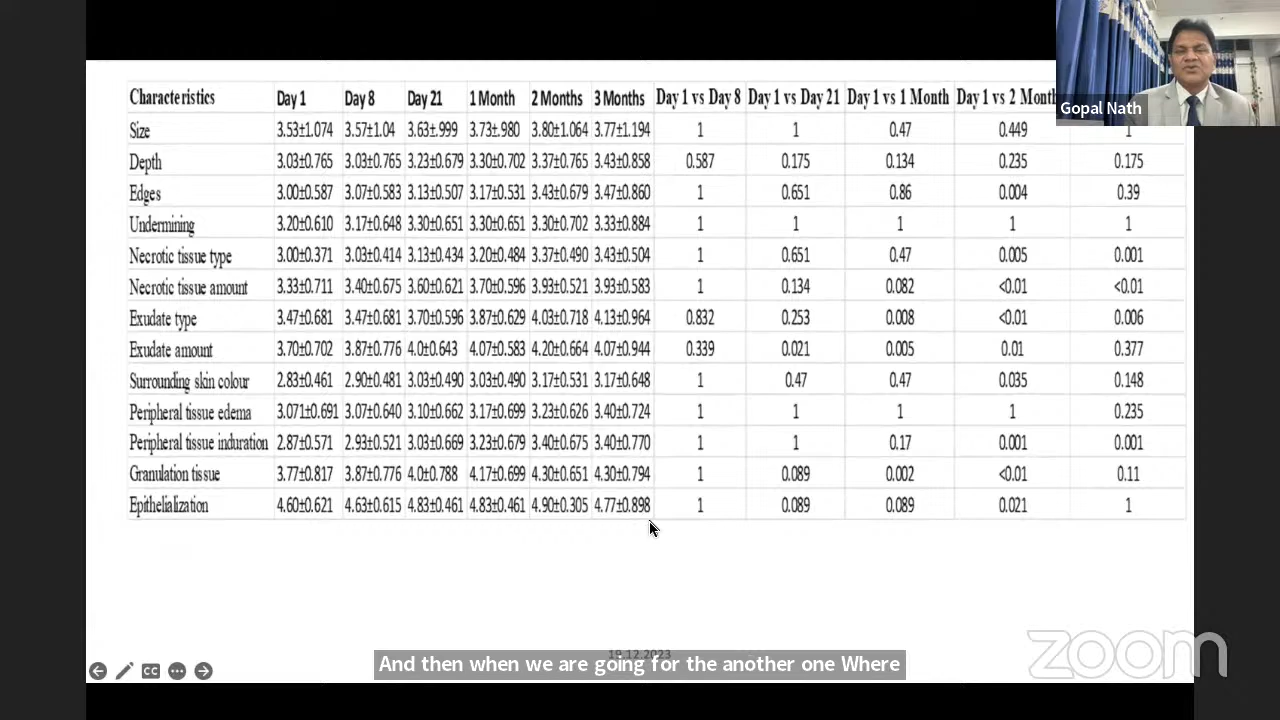 Characteristics Day 1 Day 8 Day 21 1 Month 2 Months 3 Months Day 1 vs Day 8 Day 1 vs Day 21 Day 1 vs 1 Month Day 1 vs 2 Month
Size 3.53±1.074 3.57±1.04 3.63±.999 3.73±.980 3.80±1.064 3.77±1.194 1 1 0.47 0.449 1
Depth 3.03±0.765 3.03±0.765 3.23±0.679 3.30±0.702 3.37±0.765 3.43±0.858 0.587 0.175 0.134 0.235 0.175
Edges 3.00±0.587 3.07±0.583 3.13±0.507 3.17±0.531 3.43±0.679 3.47±0.860 1 0.651 0.86 0.004 0.39
Undermining 3.20±0.610 3.17±0.648 3.30±0.651 3.30±0.651 3.30±0.702 3.33±0.884 1 1 1 1 1
Necrotic tissue type 3.00±0.371 3.03±0.414 3.13±0.434 3.20±0.484 3.37±0.490 3.43±0.504 1 0.651 0.47 0.005 0.001
Necrotic tissue amount 3.33±0.711 3.40±0.675 3.60±0.621 3.70±0.596 3.93±0.521 3.93±0.583 1 0.134 0.082 <0.01 <0.01
Exudate type 3.47±0.681 3.47±0.681 3.70±0.596 3.87±0.629 4.03±0.718 4.13±0.964 0.832 0.253 0.008 <0.01 0.006
Exudate amount 3.70±0.702 3.87±0.776 4.0±0.643 4.07±0.583 4.20±0.664 4.07±0.944 0.339 0.021 0.005 0.01 0.377
Surrounding skin colour 2.83±0.461 2.90±0.481 3.03±0.490 3.03±0.490 3.17±0.531 3.17±0.648 1 0.47 0.47 0.035 0.148
Peripheral tissue edema 3.071±0.691 3.07±0.640 3.10±0.662 3.17±0.699 3.23±0.626 3.40±0.724 1 1 1 1 0.235
Peripheral tissue induration 2.87±0.571 2.93±0.521 3.03±0.669 3.23±0.679 3.40±0.675 3.40±0.770 1 1 0.17 0.001 0.001
Granulation tissue 3.77±0.817 3.87±0.776 4.0±0.788 4.17±0.699 4.30±0.651 4.30±0.794 1 0.089 0.002 <0.01 0.11
Epithelialization 4.60±0.621 4.63±0.615 4.83±0.461 4.83±0.461 4.90±0.305 4.77±0.898 1 0.089 0.089 0.021 1
Gopal Nath
19.12.2023
And then when we are going for the another one Where
CC
zoom